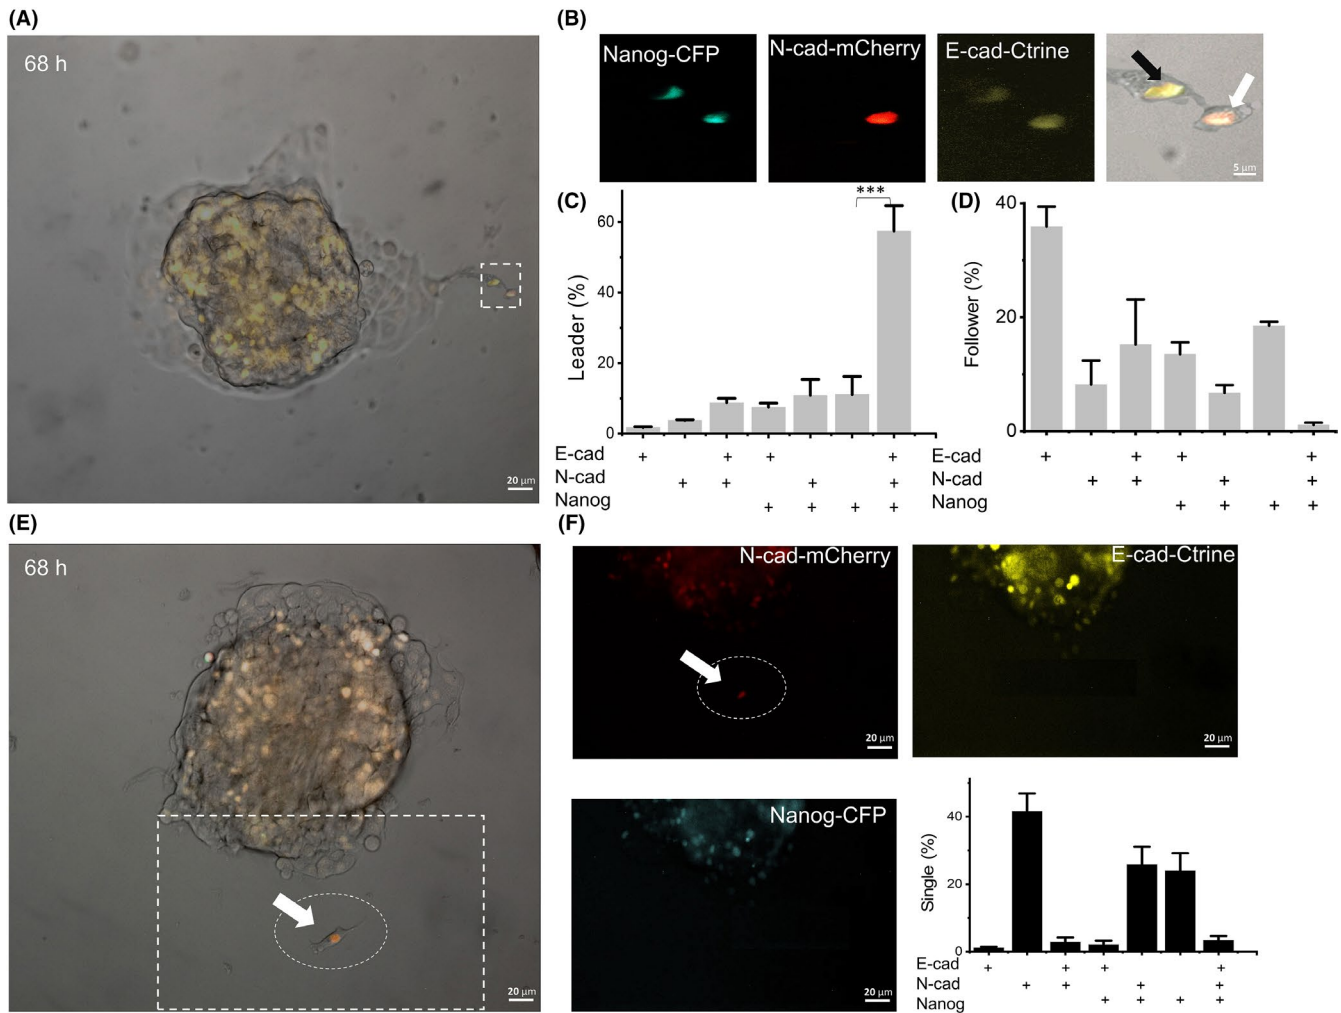 (A)
68 h
20 μm
(B)
Nanog-CFP
N-cad-mCherry
E-cad-Ctrine
5 μm
(C)
***
Leader (%)
60
40
20
0
E-cad + + + +
N-cad + + + +
Nanog + + + +
(D)
Follower (%)
40
20
0
E-cad + + + +
N-cad + + + +
Nanog + + + +
(E)
68 h
20 μm
(F)
N-cad-mCherry
20 μm
E-cad-Ctrine
20 μm
Nanog-CFP
20 μm
Single (%)
40
20
0
E-cad + + + +
N-cad + + + +
Nanog + + + +